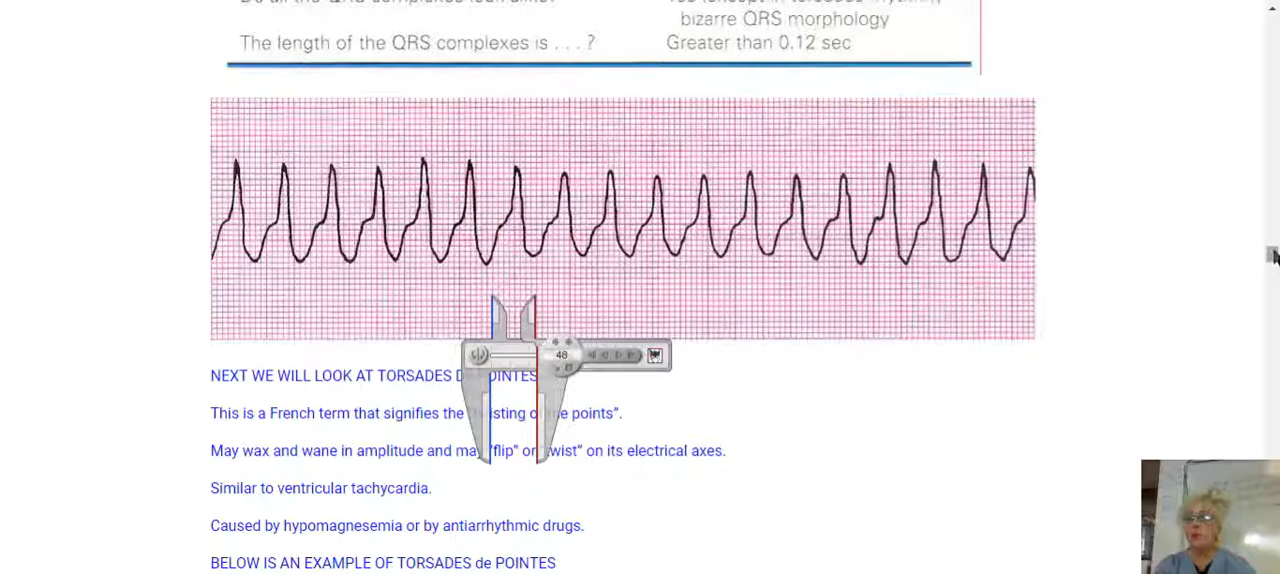 bizarre QRS morphology
The length of the QRS complexes is . . . ? Greater than 0.12 sec
48
NEXT WE WILL LOOK AT TORSADES D OINTES
This is a French term that signifies the isting o e points”.
May wax and wane in amplitude and ma “flip” or wist” on its electrical axes.
Similar to ventricular tachycardia.
Caused by hypomagnesemia or by antiarrhythmic drugs.
BELOW IS AN EXAMPLE OF TORSADES de POINTES